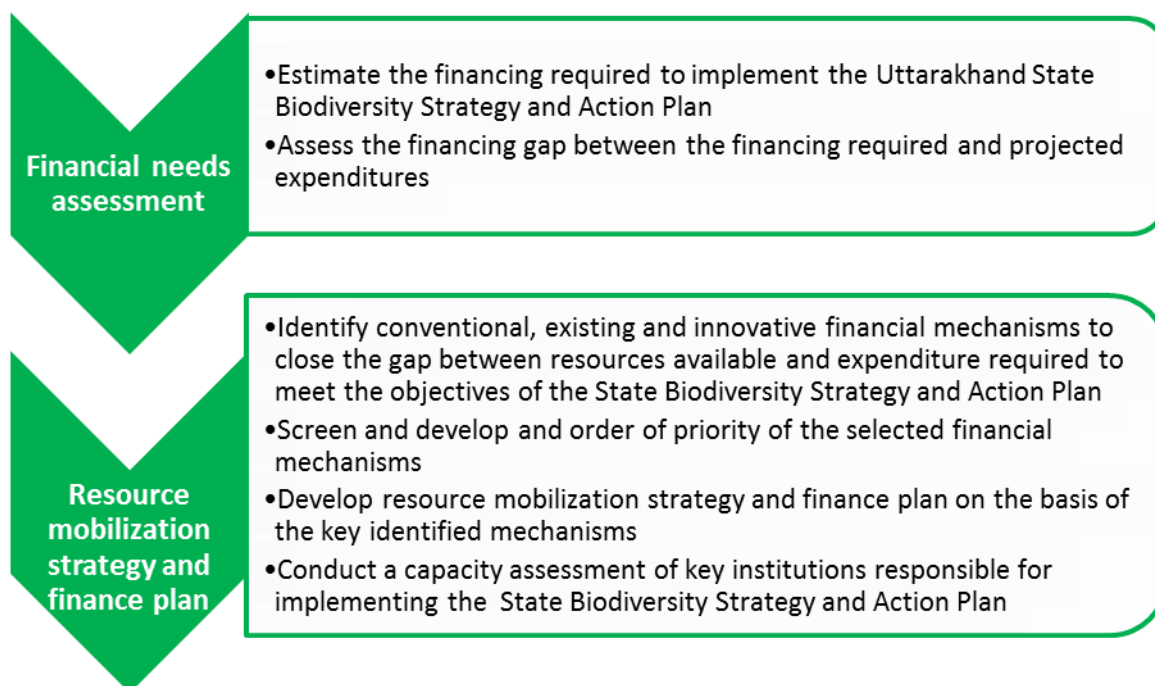 Financial needs
assessment
•Estimate the financing required to implement the Uttarakhand State
Biodiversity Strategy and Action Plan
•Assess the financing gap between the financing required and projected
expenditures
Resource
mobilization
strategy and
finance plan
•Identify conventional, existing and innovative financial mechanisms to
close the gap between resources available and expenditure required to
meet the objectives of the State Biodiversity Strategy and Action Plan
•Screen and develop and order of priority of the selected financial
mechanisms
•Develop resource mobilization strategy and finance plan on the basis of
the key identified mechanisms
•Conduct a capacity assessment of key institutions responsible for
implementing the State Biodiversity Strategy and Action Plan